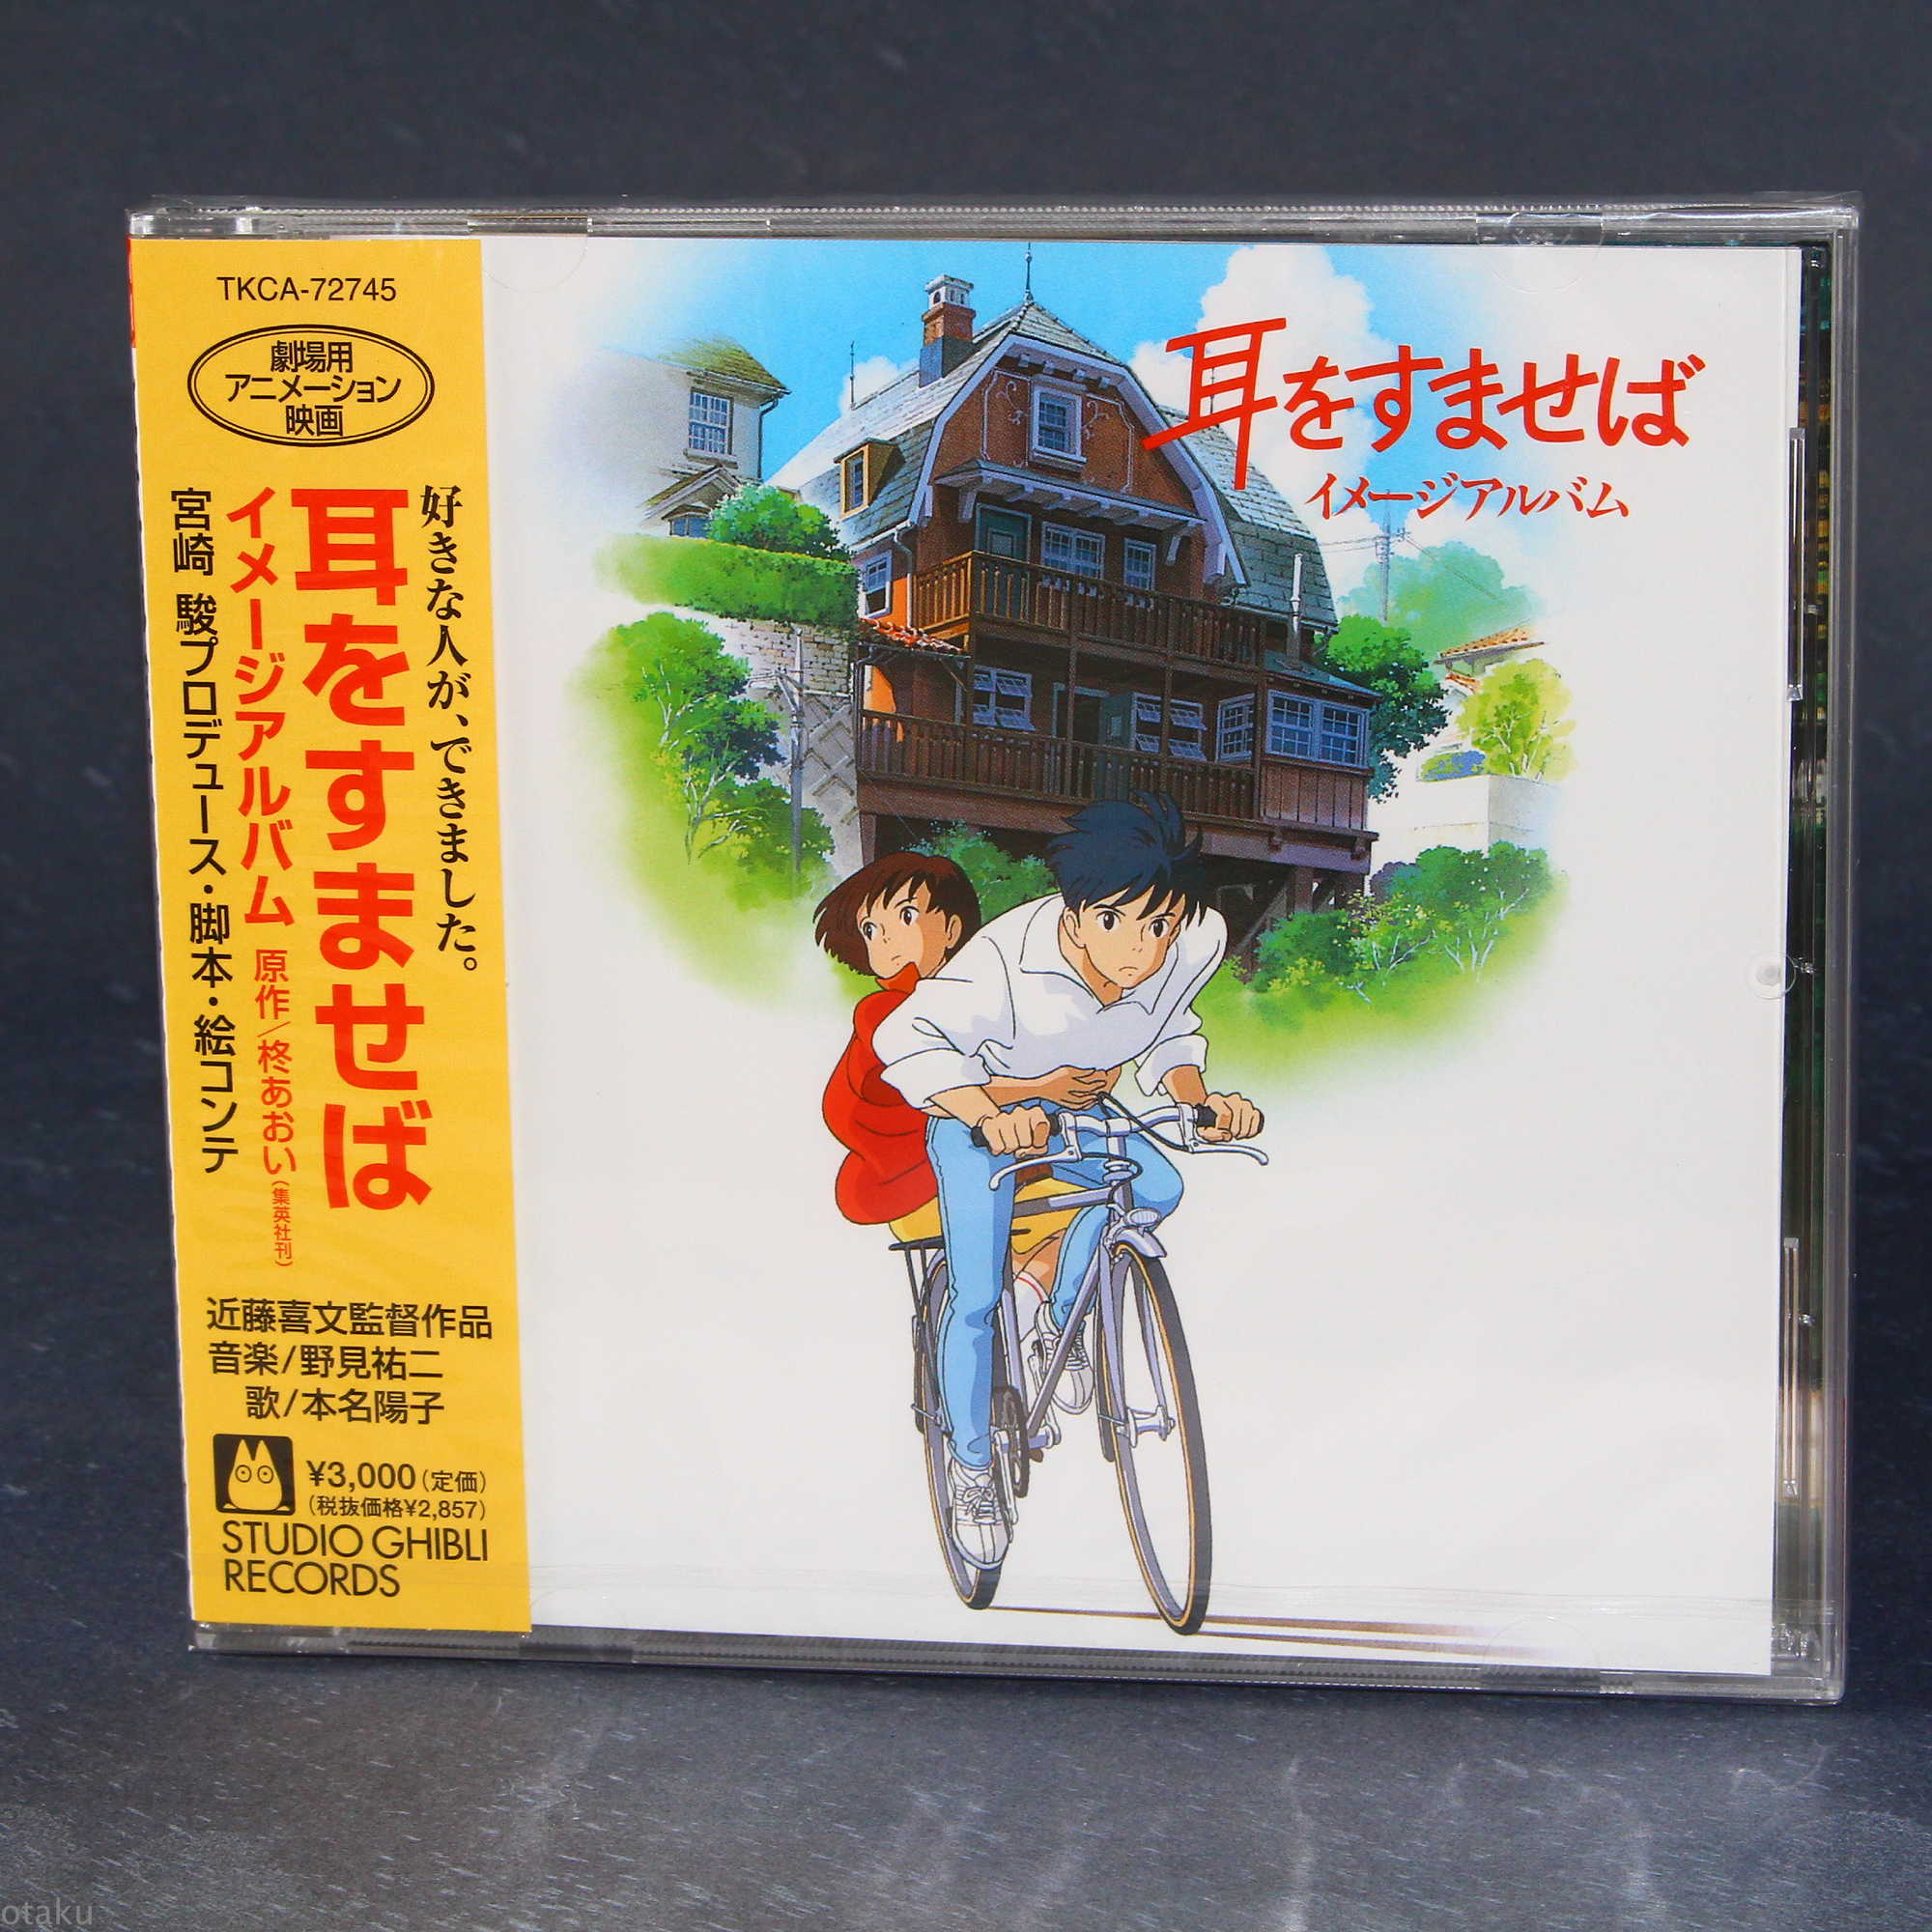 TKCA-72745
劇場用
アニメーション
映画
好きな人が、できました。
耳をすませば
イメージアルバム 原作/柊あおい(集英社刊)
宮崎 駿プロデュース・脚本・絵コンテ
近藤喜文監督作品
音楽/野見祐二
歌/本名陽子
¥3,000(定価)
(税抜価格¥2,857)
STUDIO GHIBLI
RECORDS
耳をすませば
イメージアルバム
otaku